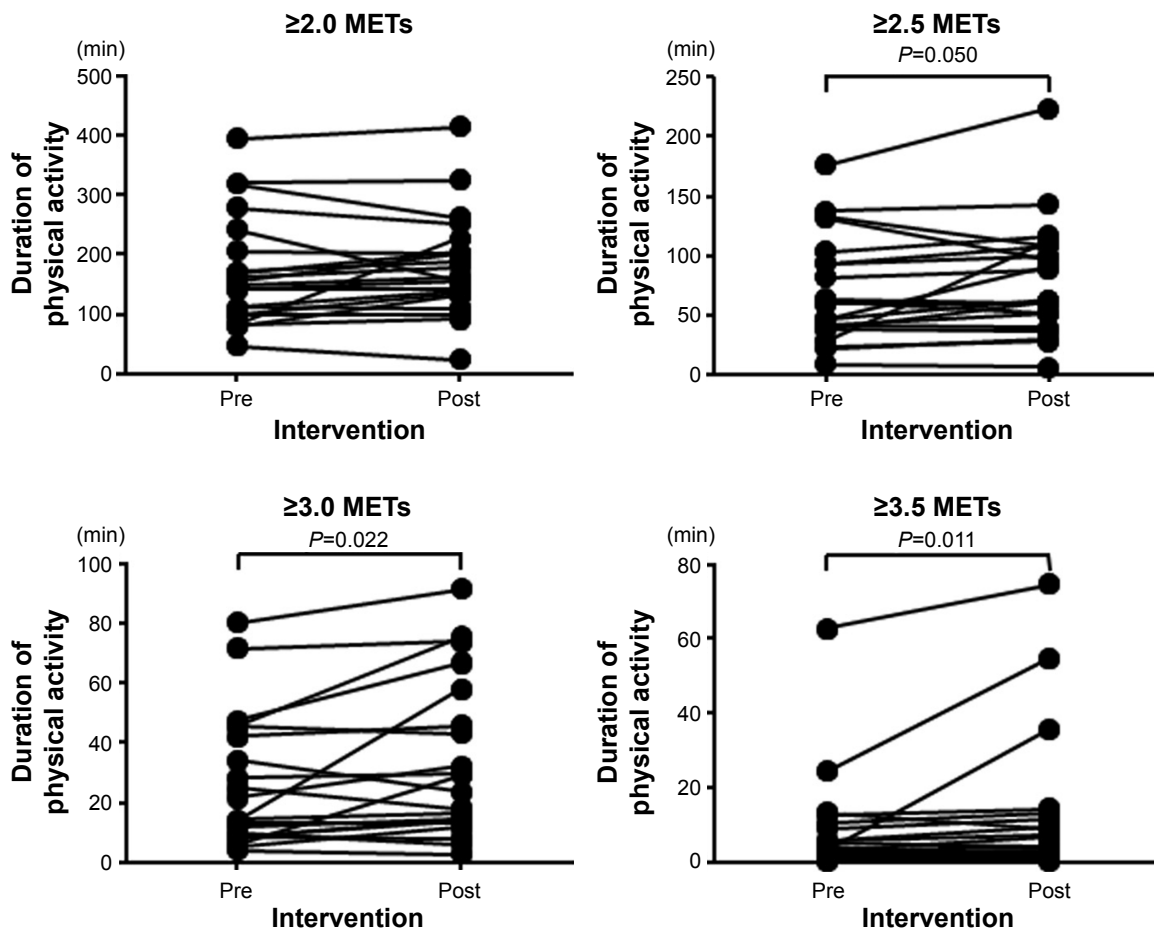 ≥2.0 METs
(min)
500
400
300
200
100
0
Duration of
physical activity
Pre
Post
Intervention
≥2.5 METs
(min)
P=0.050
250
200
150
100
50
0
Duration of
physical activity
Pre
Post
Intervention
≥3.0 METs
(min)
P=0.022
100
80
60
40
20
0
Duration of
physical activity
Pre
Post
Intervention
≥3.5 METs
(min)
P=0.011
80
60
40
20
0
Duration of
physical activity
Pre
Post
Intervention